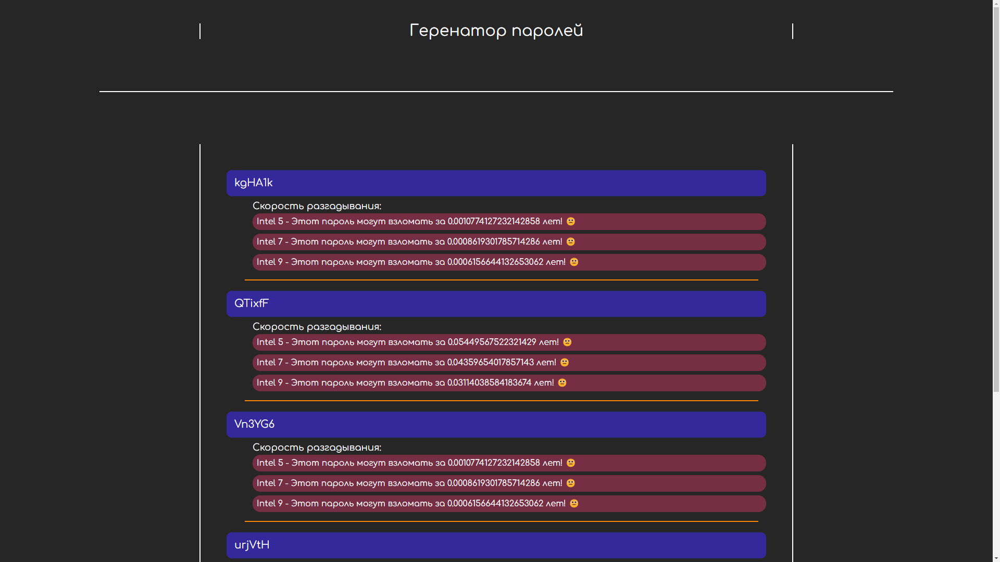 Геренатор паролей
kgHA1k
Скорость разгадывания:
Intel 5 - Этот пароль могут взломать за 0.0010774127232142858 лет! 😐
Intel 7 - Этот пароль могут взломать за 0.0008619301785714286 лет! 😐
Intel 9 - Этот пароль могут взломать за 0.0006156644132653062 лет! 😐
QTixfF
Скорость разгадывания:
Intel 5 - Этот пароль могут взломать за 0.05449567522321429 лет! 😐
Intel 7 - Этот пароль могут взломать за 0.04359654017857143 лет! 😐
Intel 9 - Этот пароль могут взломать за 0.03114038584183674 лет! 😐
Vn3YG6
Скорость разгадывания:
Intel 5 - Этот пароль могут взломать за 0.0010774127232142858 лет! 😐
Intel 7 - Этот пароль могут взломать за 0.0008619301785714286 лет! 😐
Intel 9 - Этот пароль могут взломать за 0.0006156644132653062 лет! 😐
urjVtH